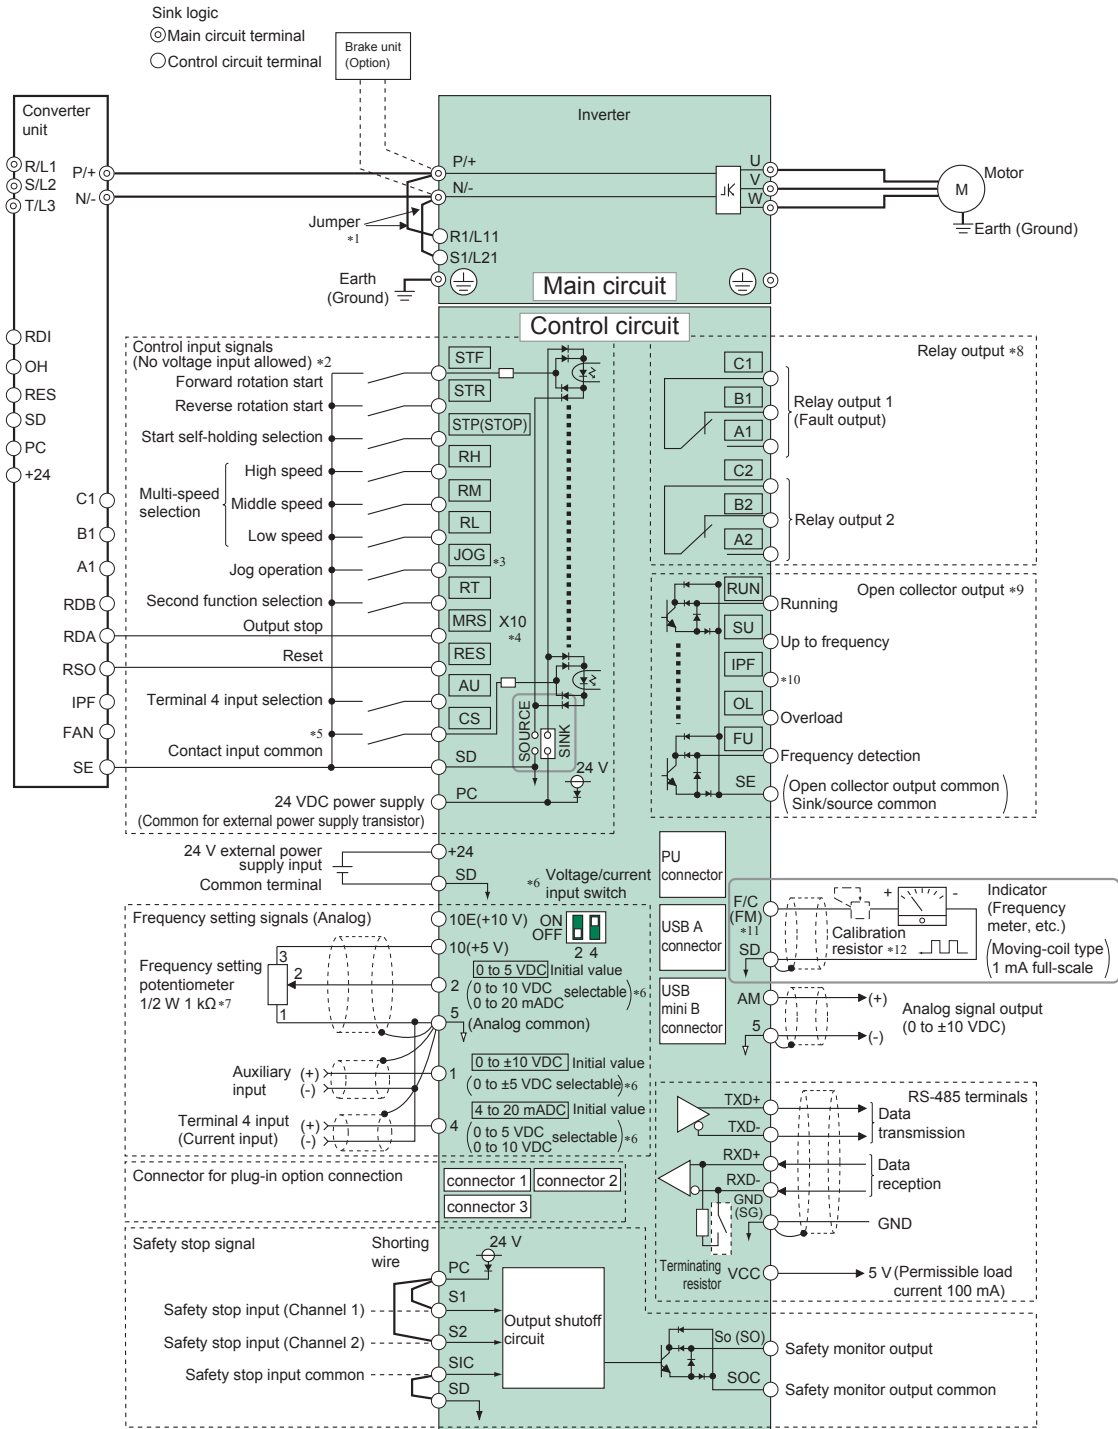 Sink logic
Main circuit terminal
Control circuit terminal
Brake unit
(Option)
Converter
unit
R/L1
S/L2
T/L3
P/+
N/-
RDI
OH
RES
SD
PC
+24
C1
B1
A1
RDB
RDA
RSO
IPF
FAN
SE
Inverter
P/+
N/-
R1/L11
S1/L21
Jumper
*1
Earth
(Ground)
U
V
W
M
Motor
Earth (Ground)
Main circuit
Control circuit
Control input signals
(No voltage input allowed) *2
Forward rotation start
Reverse rotation start
Start self-holding selection
Multi-speed
selection
High speed
Middle speed
Low speed
Jog operation
Second function selection
Output stop
Reset
Terminal 4 input selection
*5
Contact input common
24 VDC power supply
(Common for external power supply transistor)
STF
STR
STP(STOP)
RH
RM
RL
JOG *3
RT
MRS X10
*4
RES
AU
CS
SD
PC
SOURCE
SINK
24 V
Relay output *8
C1
B1
A1
Relay output 1
(Fault output)
C2
B2
A2
Relay output 2
Open collector output *9
RUN
Running
SU
Up to frequency
IPF
*10
OL
Overload
FU
Frequency detection
SE
(Open collector output common
Sink/source common)
24 V external power
supply input
Common terminal
+24
SD
*6 Voltage/current
input switch
ON
OFF
2 4
PU
connector
USB A
connector
USB
mini B
connector
Frequency setting signals (Analog)
Frequency setting
potentometer
1/2 W 1 kΩ *7
3
2
1
10E(+10 V)
10(+5 V)
2
0 to 5 VDC Initial value
(0 to 10 VDC
0 to 20 mADC selectable) *6
5
(Analog common)
Auxiliary
input
(+)
(-)
1
0 to ±10 VDC Initial value
(0 to ±5 VDC selectable) *6
Terminal 4 input
(Current input)
(+)
(-)
4
4 to 20 mADC Initial value
(0 to 5 VDC
0 to 10 VDC selectable) *6
F/C
(FM)
*11
SD
+
-
Calibration
resistor *12
Indicator
(Frequency
meter, etc.)
(Moving-coil type
1 mA full-scale)
AM
5
(+)
(-)
Analog signal output
(0 to ±10 VDC)
RS-485 terminals
TXD+
TXD-
Data
transmission
RXD+
RXD-
Data
reception
GND
(SG)
GND
Terminating
resistor
VCC
5 V (Permissible load
current 100 mA)
Connector for plug-in option connection
connector 1
connector 2
connector 3
Safety stop signal
Shorting
wire
24 V
PC
S1
S2
SIC
SD
Safety stop input (Channel 1)
Safety stop input (Channel 2)
Safety stop input common
Output shutoff
circuit
So (SO)
Safety monitor output
SOC
Safety monitor output common